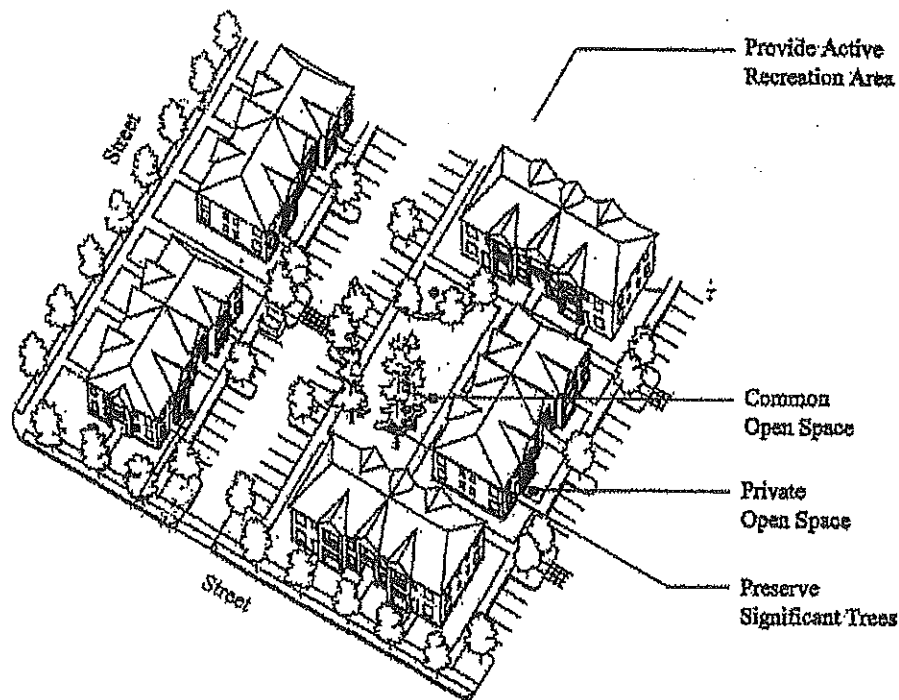 Provide Active
Recreation Area
Street
Common
Open Space
Private
Open Space
Street
Preserve
Significant Trees